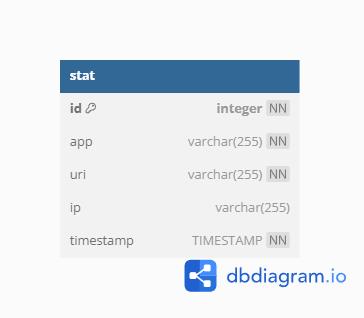 stat
id integer NN
app varchar(255) NN
uri varchar(255) NN
ip varchar(255)
timestamp TIMESTAMP NN
dbdiagram.io